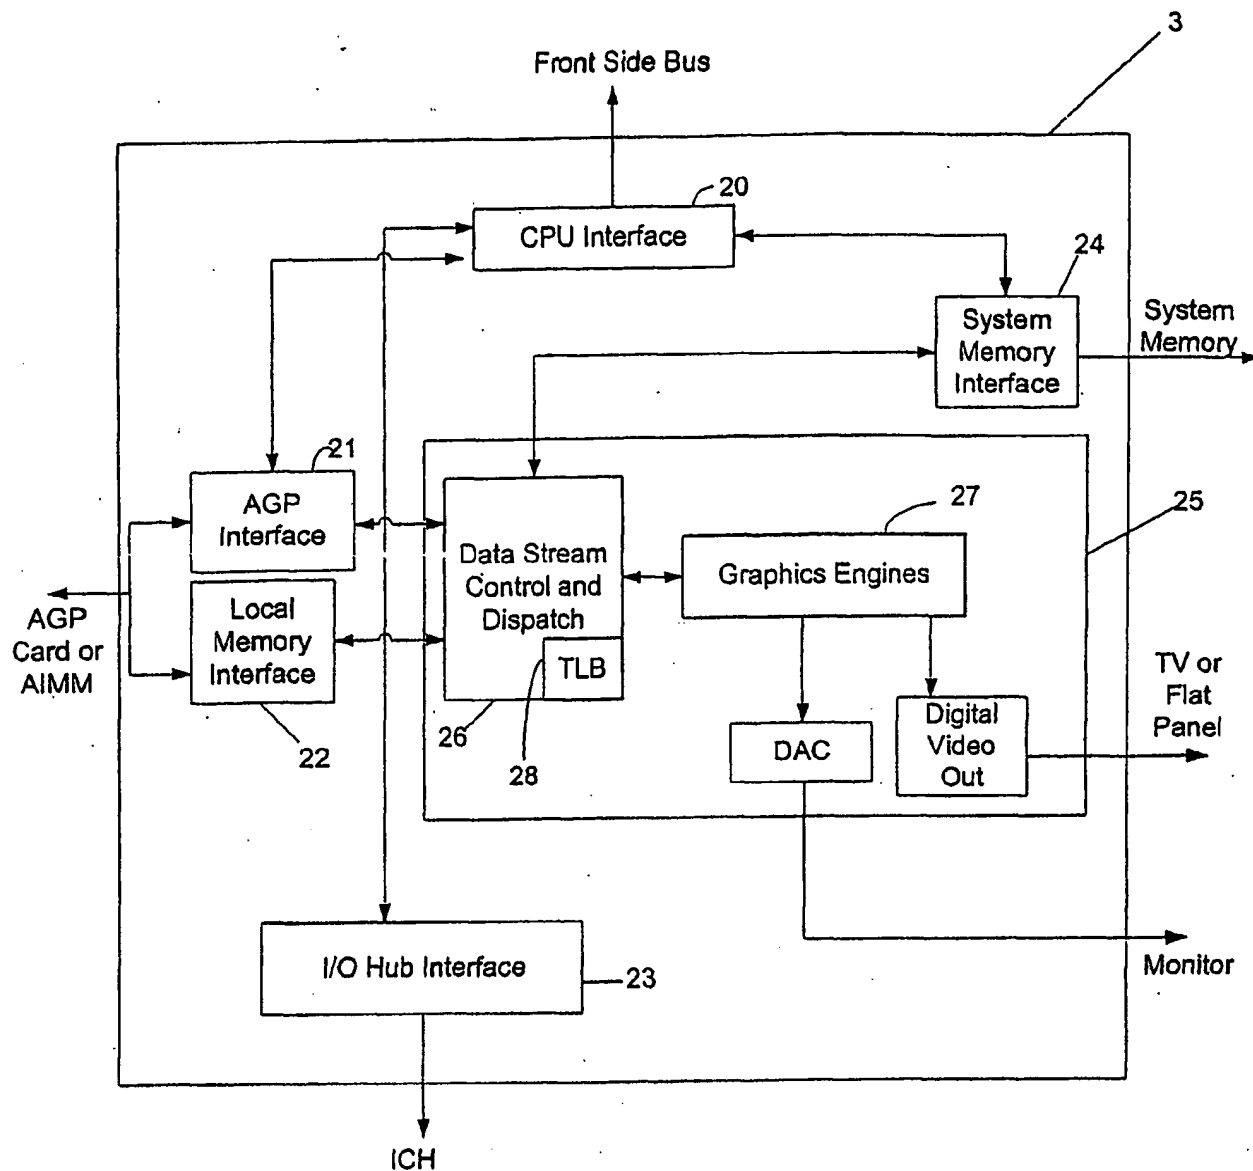 3
Front Side Bus
20
CPU Interface
24
System
Memory
Interface
System
Memory
21
AGP
Interface
27
25
Data Stream
Control and
Dispatch
Graphics Engines
AGP
Card or
AIMM
Local
Memory
Interface
TLB
TV or
Flat
Panel
22
26
28
DAC
Digital
Video
Out
I/O Hub Interface
23
Monitor
ICH